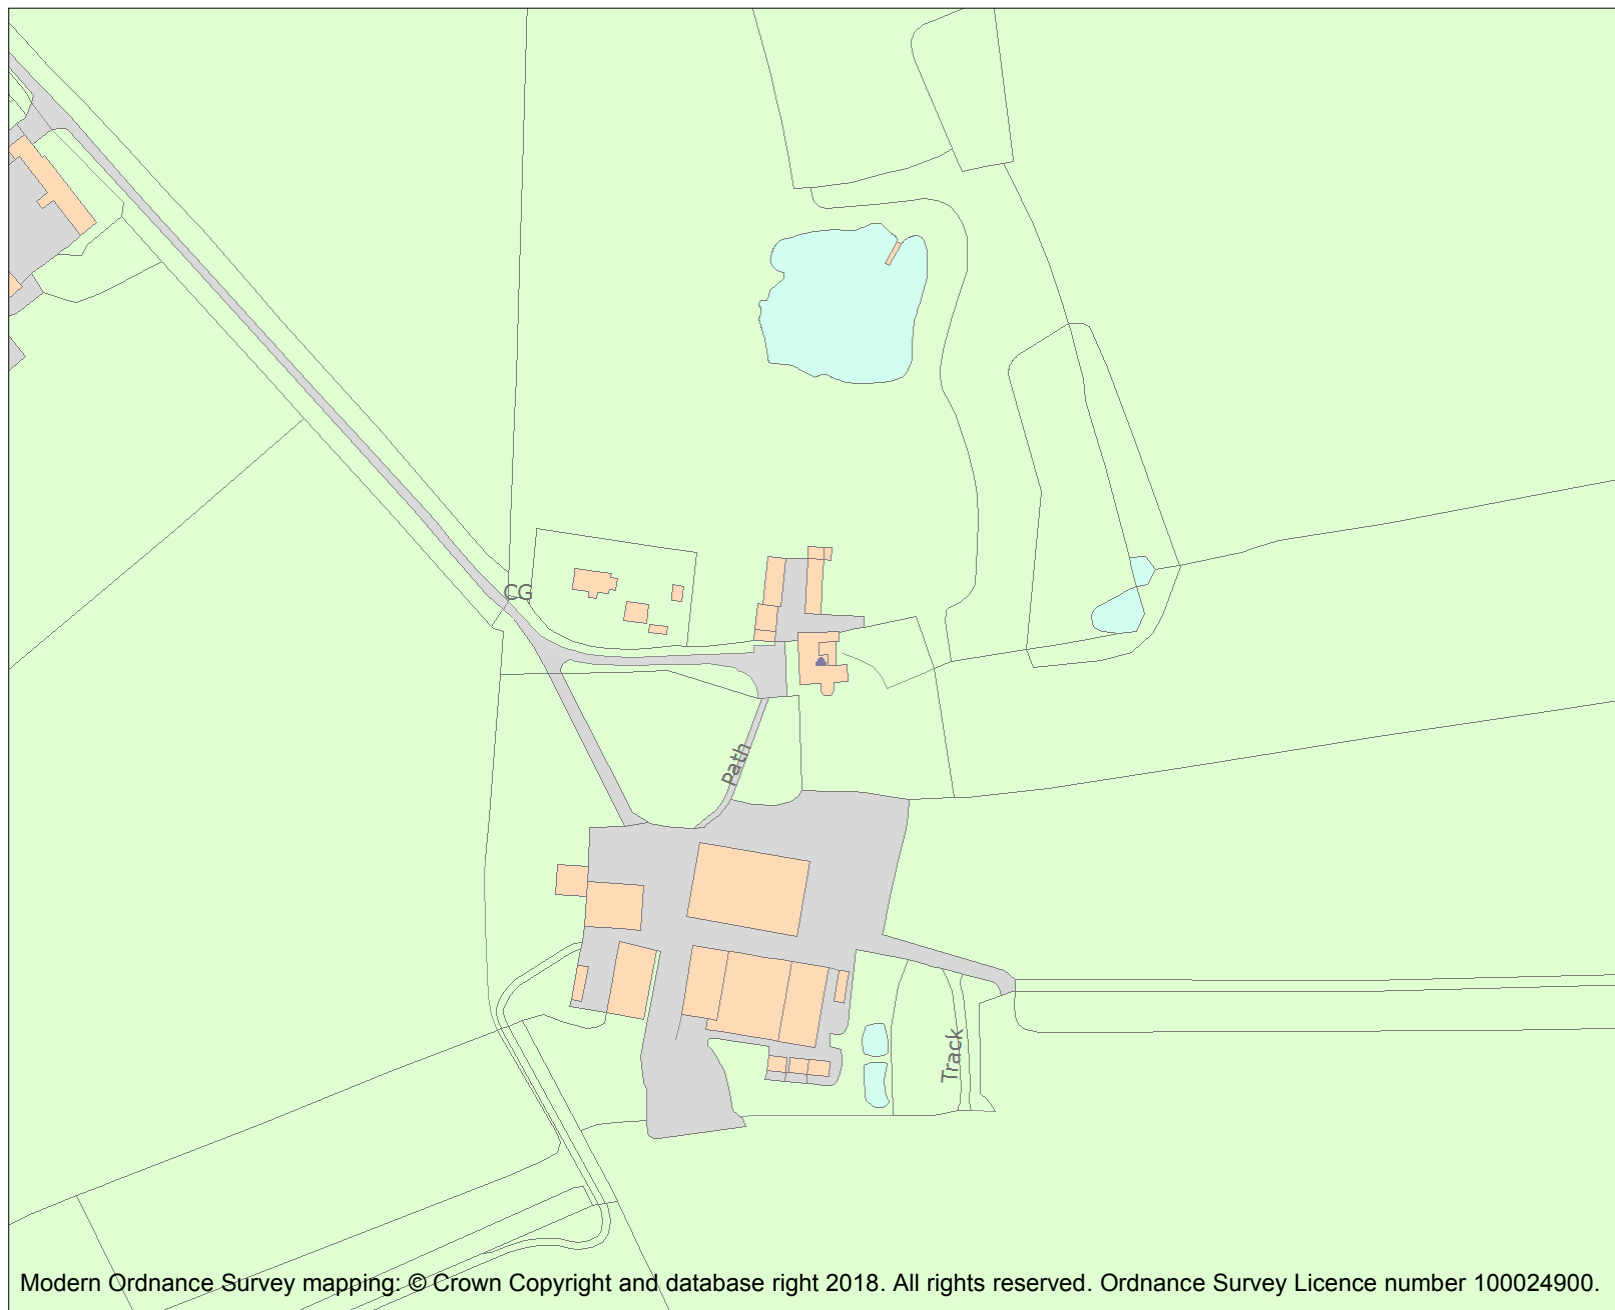 CG
Path
Track
Modern Ordnance Survey mapping: © Crown Copyright and database right 2018. All rights reserved. Ordnance Survey Licence number 100024900.